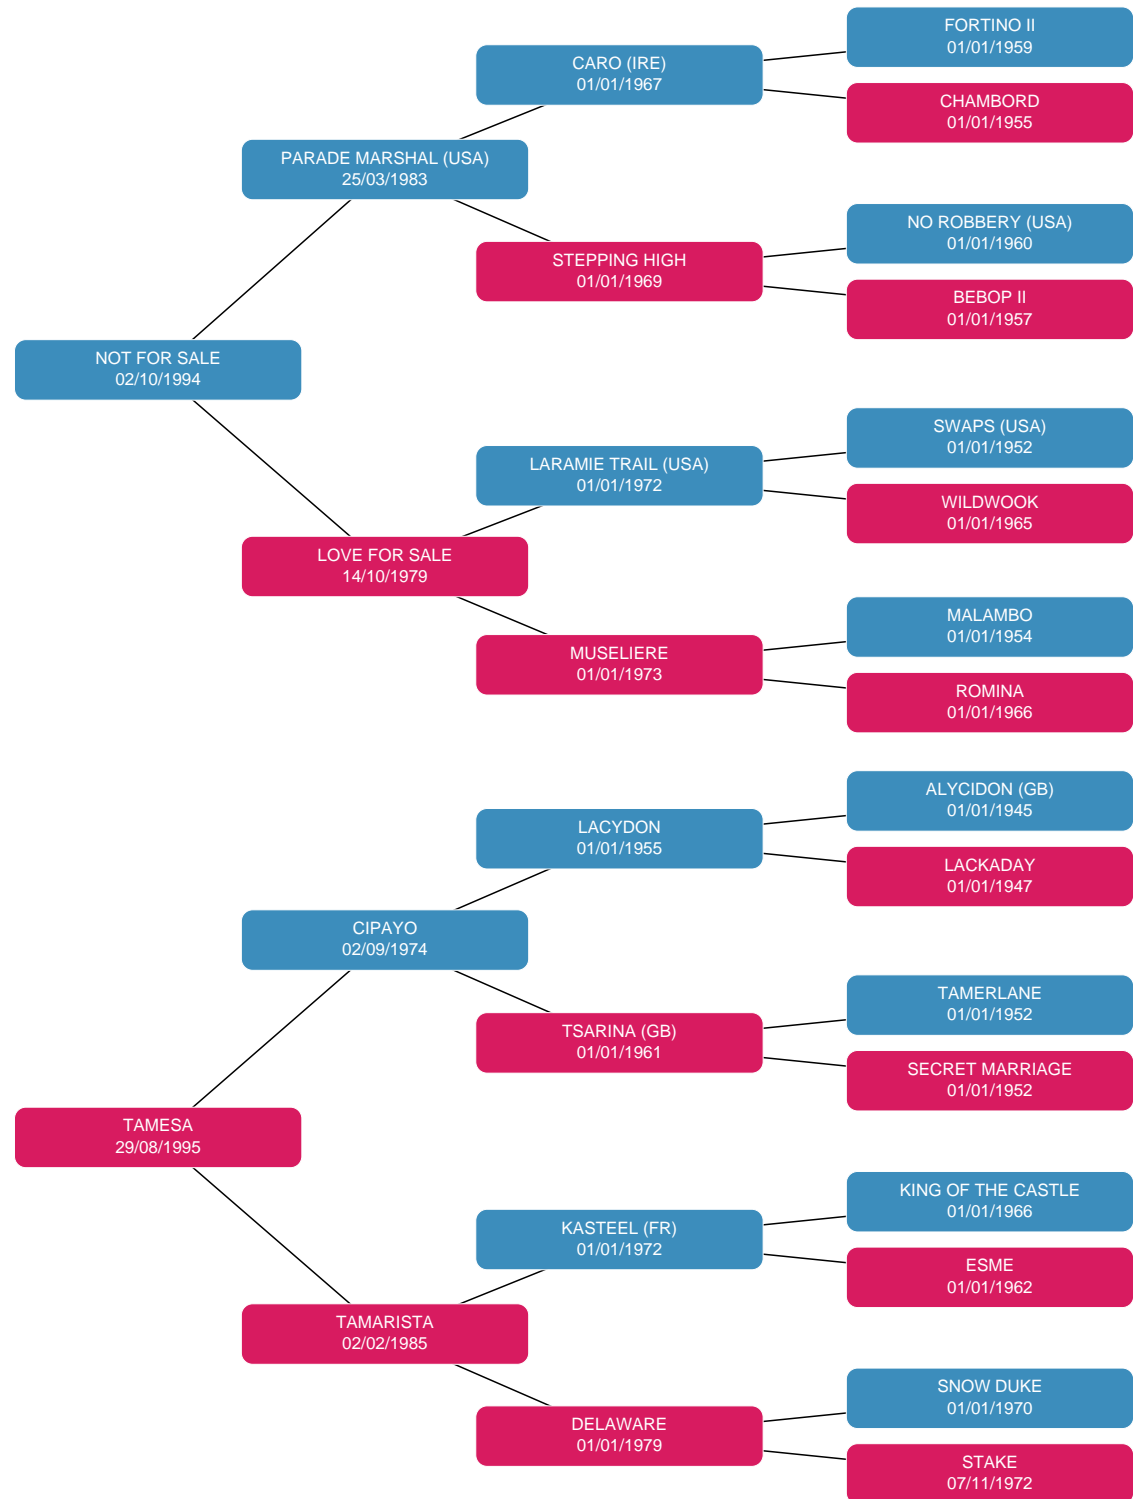 FORTINO II
01/01/1959
CARO (IRE)
01/01/1967
CHAMBORD
01/01/1955
PARADE MARSHAL (USA)
25/03/1983
NO ROBBERY (USA)
01/01/1960
STEPPING HIGH
01/01/1969
BEBOP II
01/01/1957
NOT FOR SALE
02/10/1994
SWAPS (USA)
01/01/1952
LARAMIE TRAIL (USA)
01/01/1972
WILDWOOK
01/01/1965
LOVE FOR SALE
14/10/1979
MALAMBO
01/01/1954
MUSELIERE
01/01/1973
ROMINA
01/01/1966
ALYCIDON (GB)
01/01/1945
LACYDON
01/01/1955
LACKADAY
01/01/1947
CIPAYO
02/09/1974
TAMERLANE
01/01/1952
TSARINA (GB)
01/01/1961
SECRET MARRIAGE
01/01/1952
TAMESA
29/08/1995
KING OF THE CASTLE
01/01/1966
KASTEEL (FR)
01/01/1972
ESME
01/01/1962
TAMARISTA
02/02/1985
SNOW DUKE
01/01/1970
DELAWARE
01/01/1979
STAKE
07/11/1972